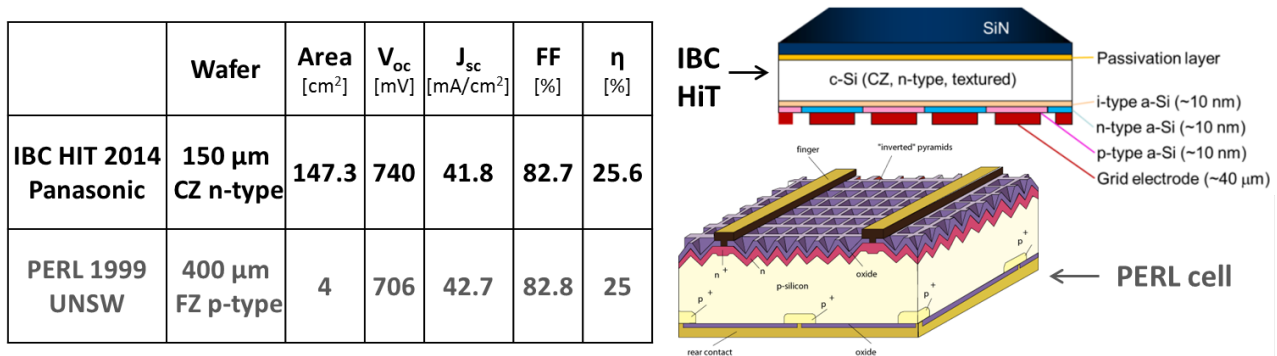 Wafer
Area
[cm²]
Voc
[mV]
Jsc
[mA/cm²]
FF
[%]
η
[%]
IBC HIT 2014
Panasonic
150 μm
CZ n-type
147.3
740
41.8
82.7
25.6
PERL 1999
UNSW
400 μm
FZ p-type
4
706
42.7
82.8
25
IBC
HiT
SiN
Passivation layer
c-Si (CZ, n-type, textured)
i-type a-Si (~10 nm)
n-type a-Si (~10 nm)
p-type a-Si (~10 nm)
Grid electrode (~40 μm)
finger
"inverted" pyramids
n+
n
oxide
p-silicon
p+
p+
p+
p+
p+
rear contact
oxide
PERL cell